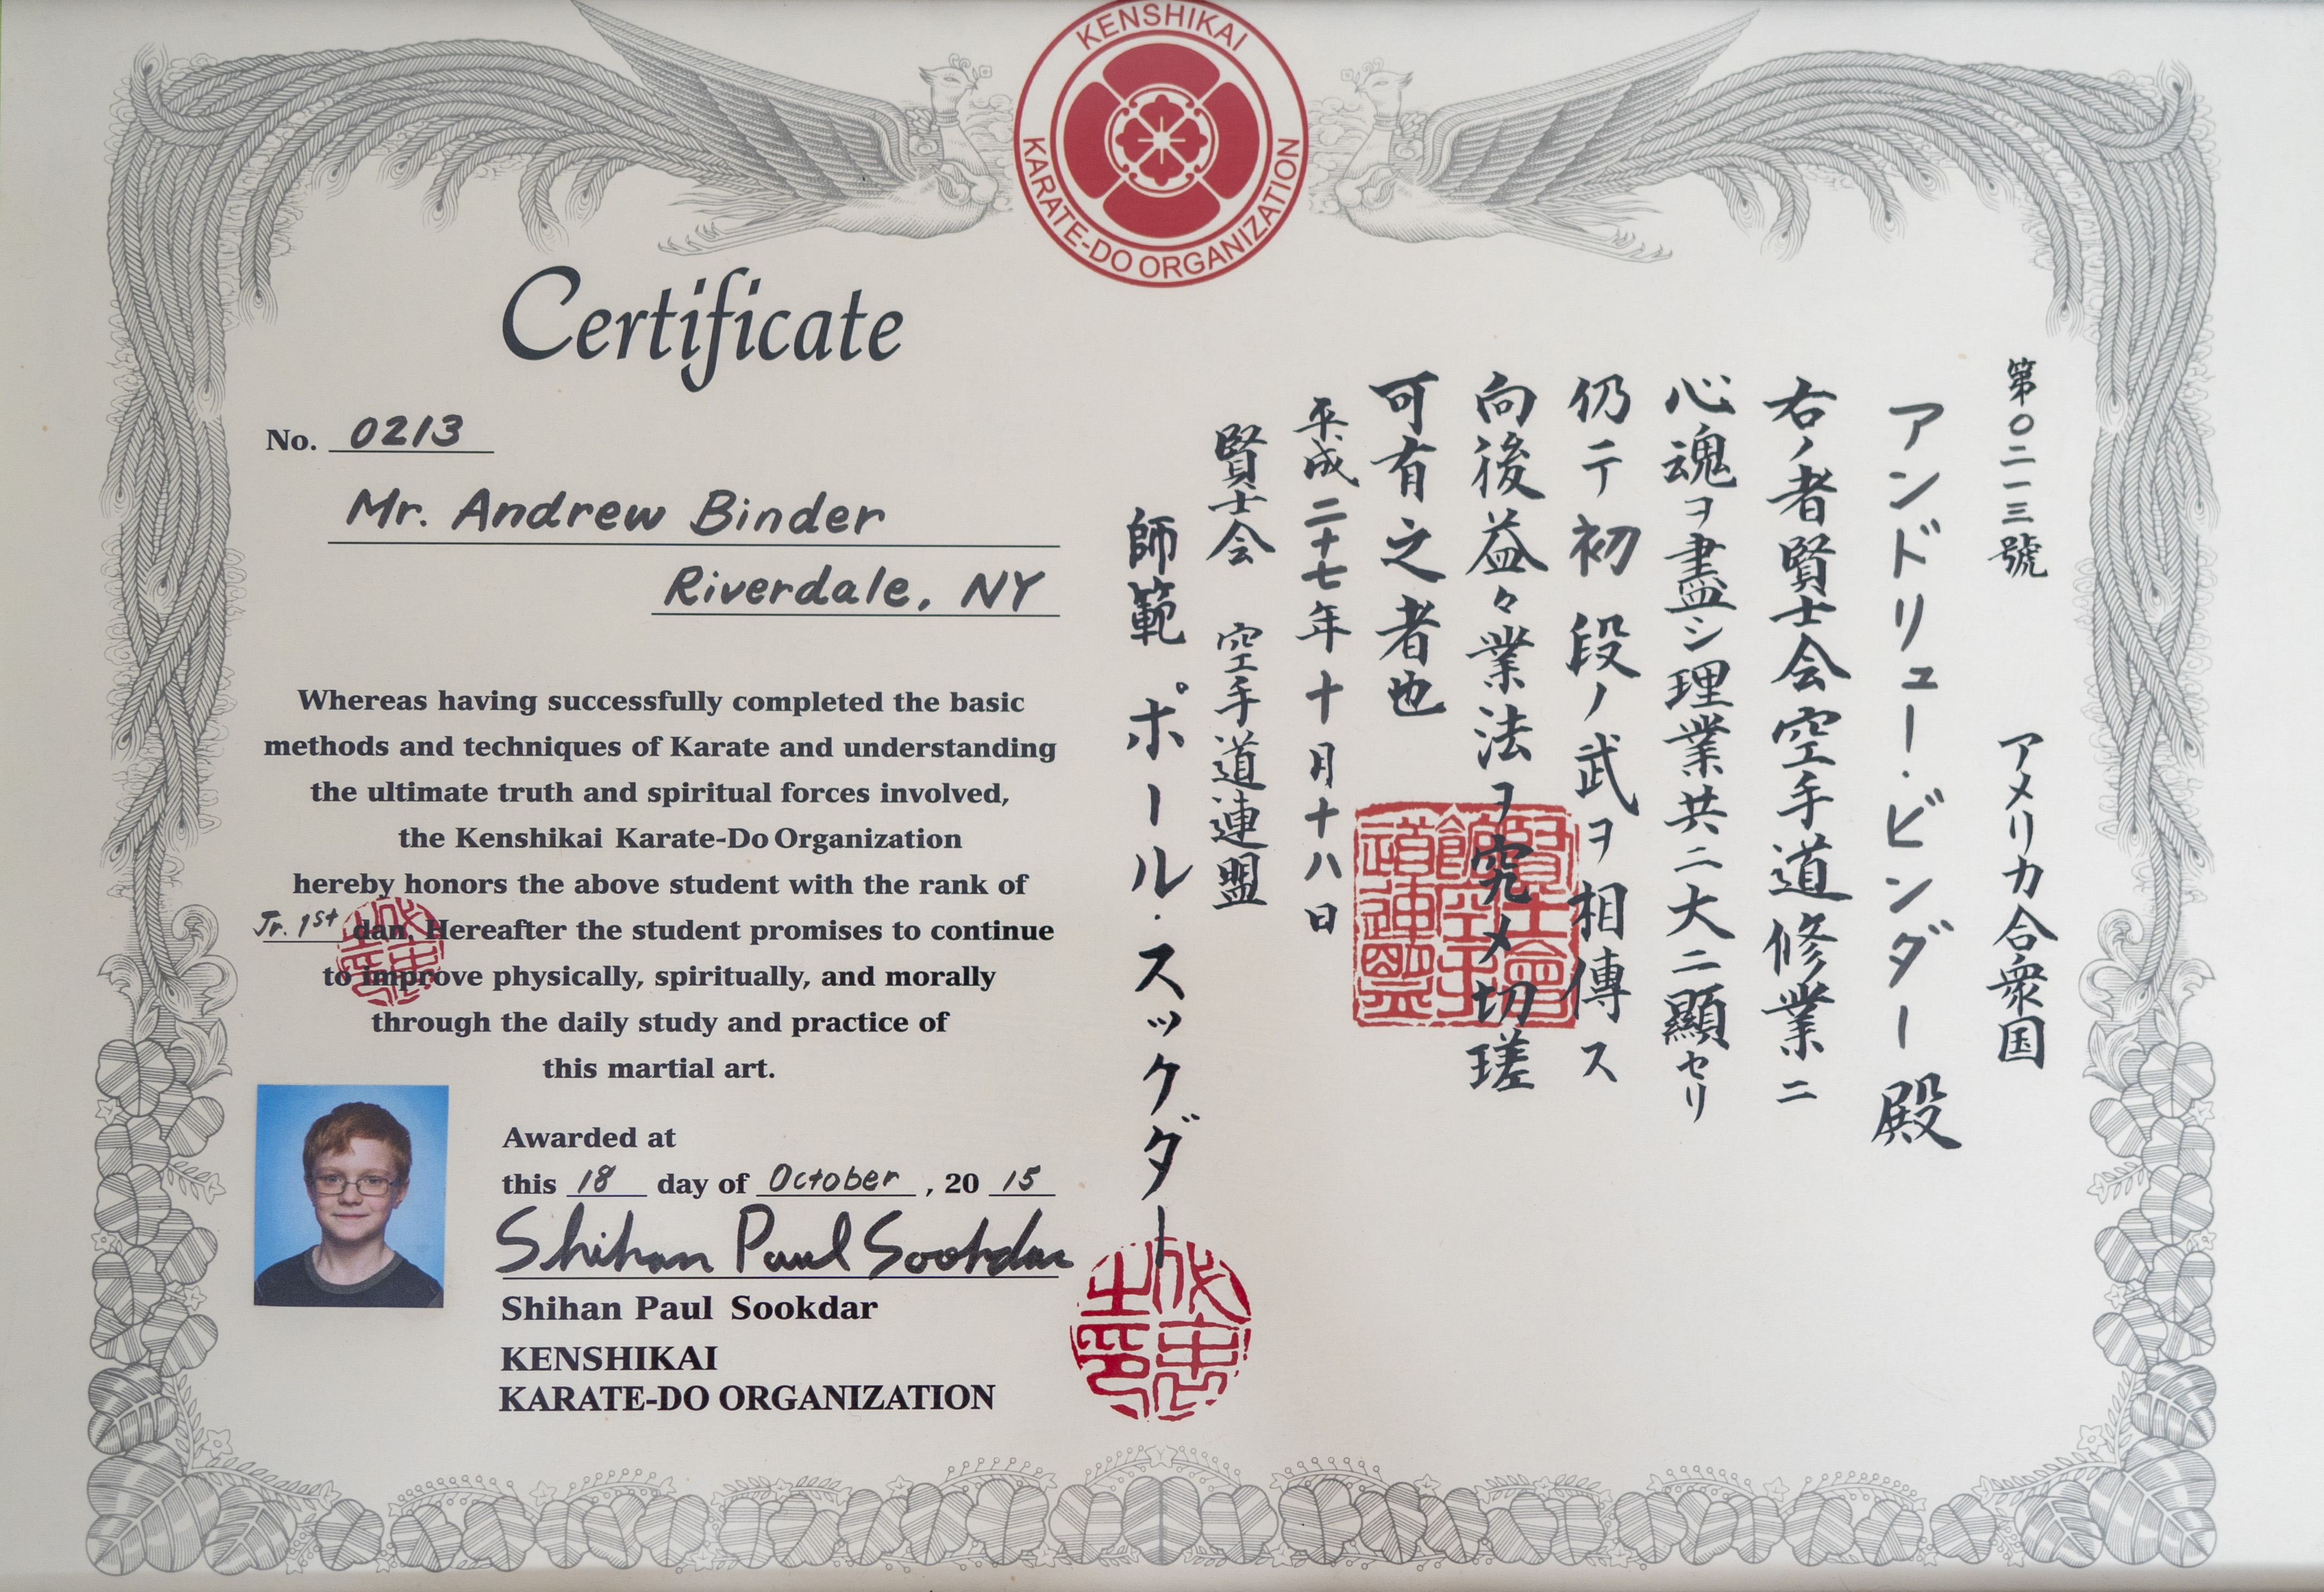 KENSHIKAI
KARATE-DO ORGANIZATION
Certificate
No. 0213
Mr. Andrew Binder
Riverdale, NY
Whereas having successfully completed the basic
methods and techniques of Karate and understanding
the ultimate truth and spiritual forces involved,
the Kenshikai Karate-Do Organization
hereby honors the above student with the rank of
Jr. 1st dan. Hereafter the student promises to continue
to improve physically, spiritually, and morally
through the daily study and practice of
this martial art.
Awarded at
this 18 day of October, 20 15
Shihan Paul Sookdar
Shihan Paul Sookdar
KENSHIKAI
KARATE-DO ORGANIZATION
第〇二一三號 アメリカ合衆国
アンドリュー・ビンダー 殿
右ノ者賢士会空手道修業ニ
心魂ヲ盡シ理業共ニ大ニ顕セリ
仍テ初段ノ武ヲ相傳ス
向後益々業法ヲ究メ切瑳
可有之者也
平成二十七年十月十八日
賢士会 空手道連盟
師範 ポール・スックダー